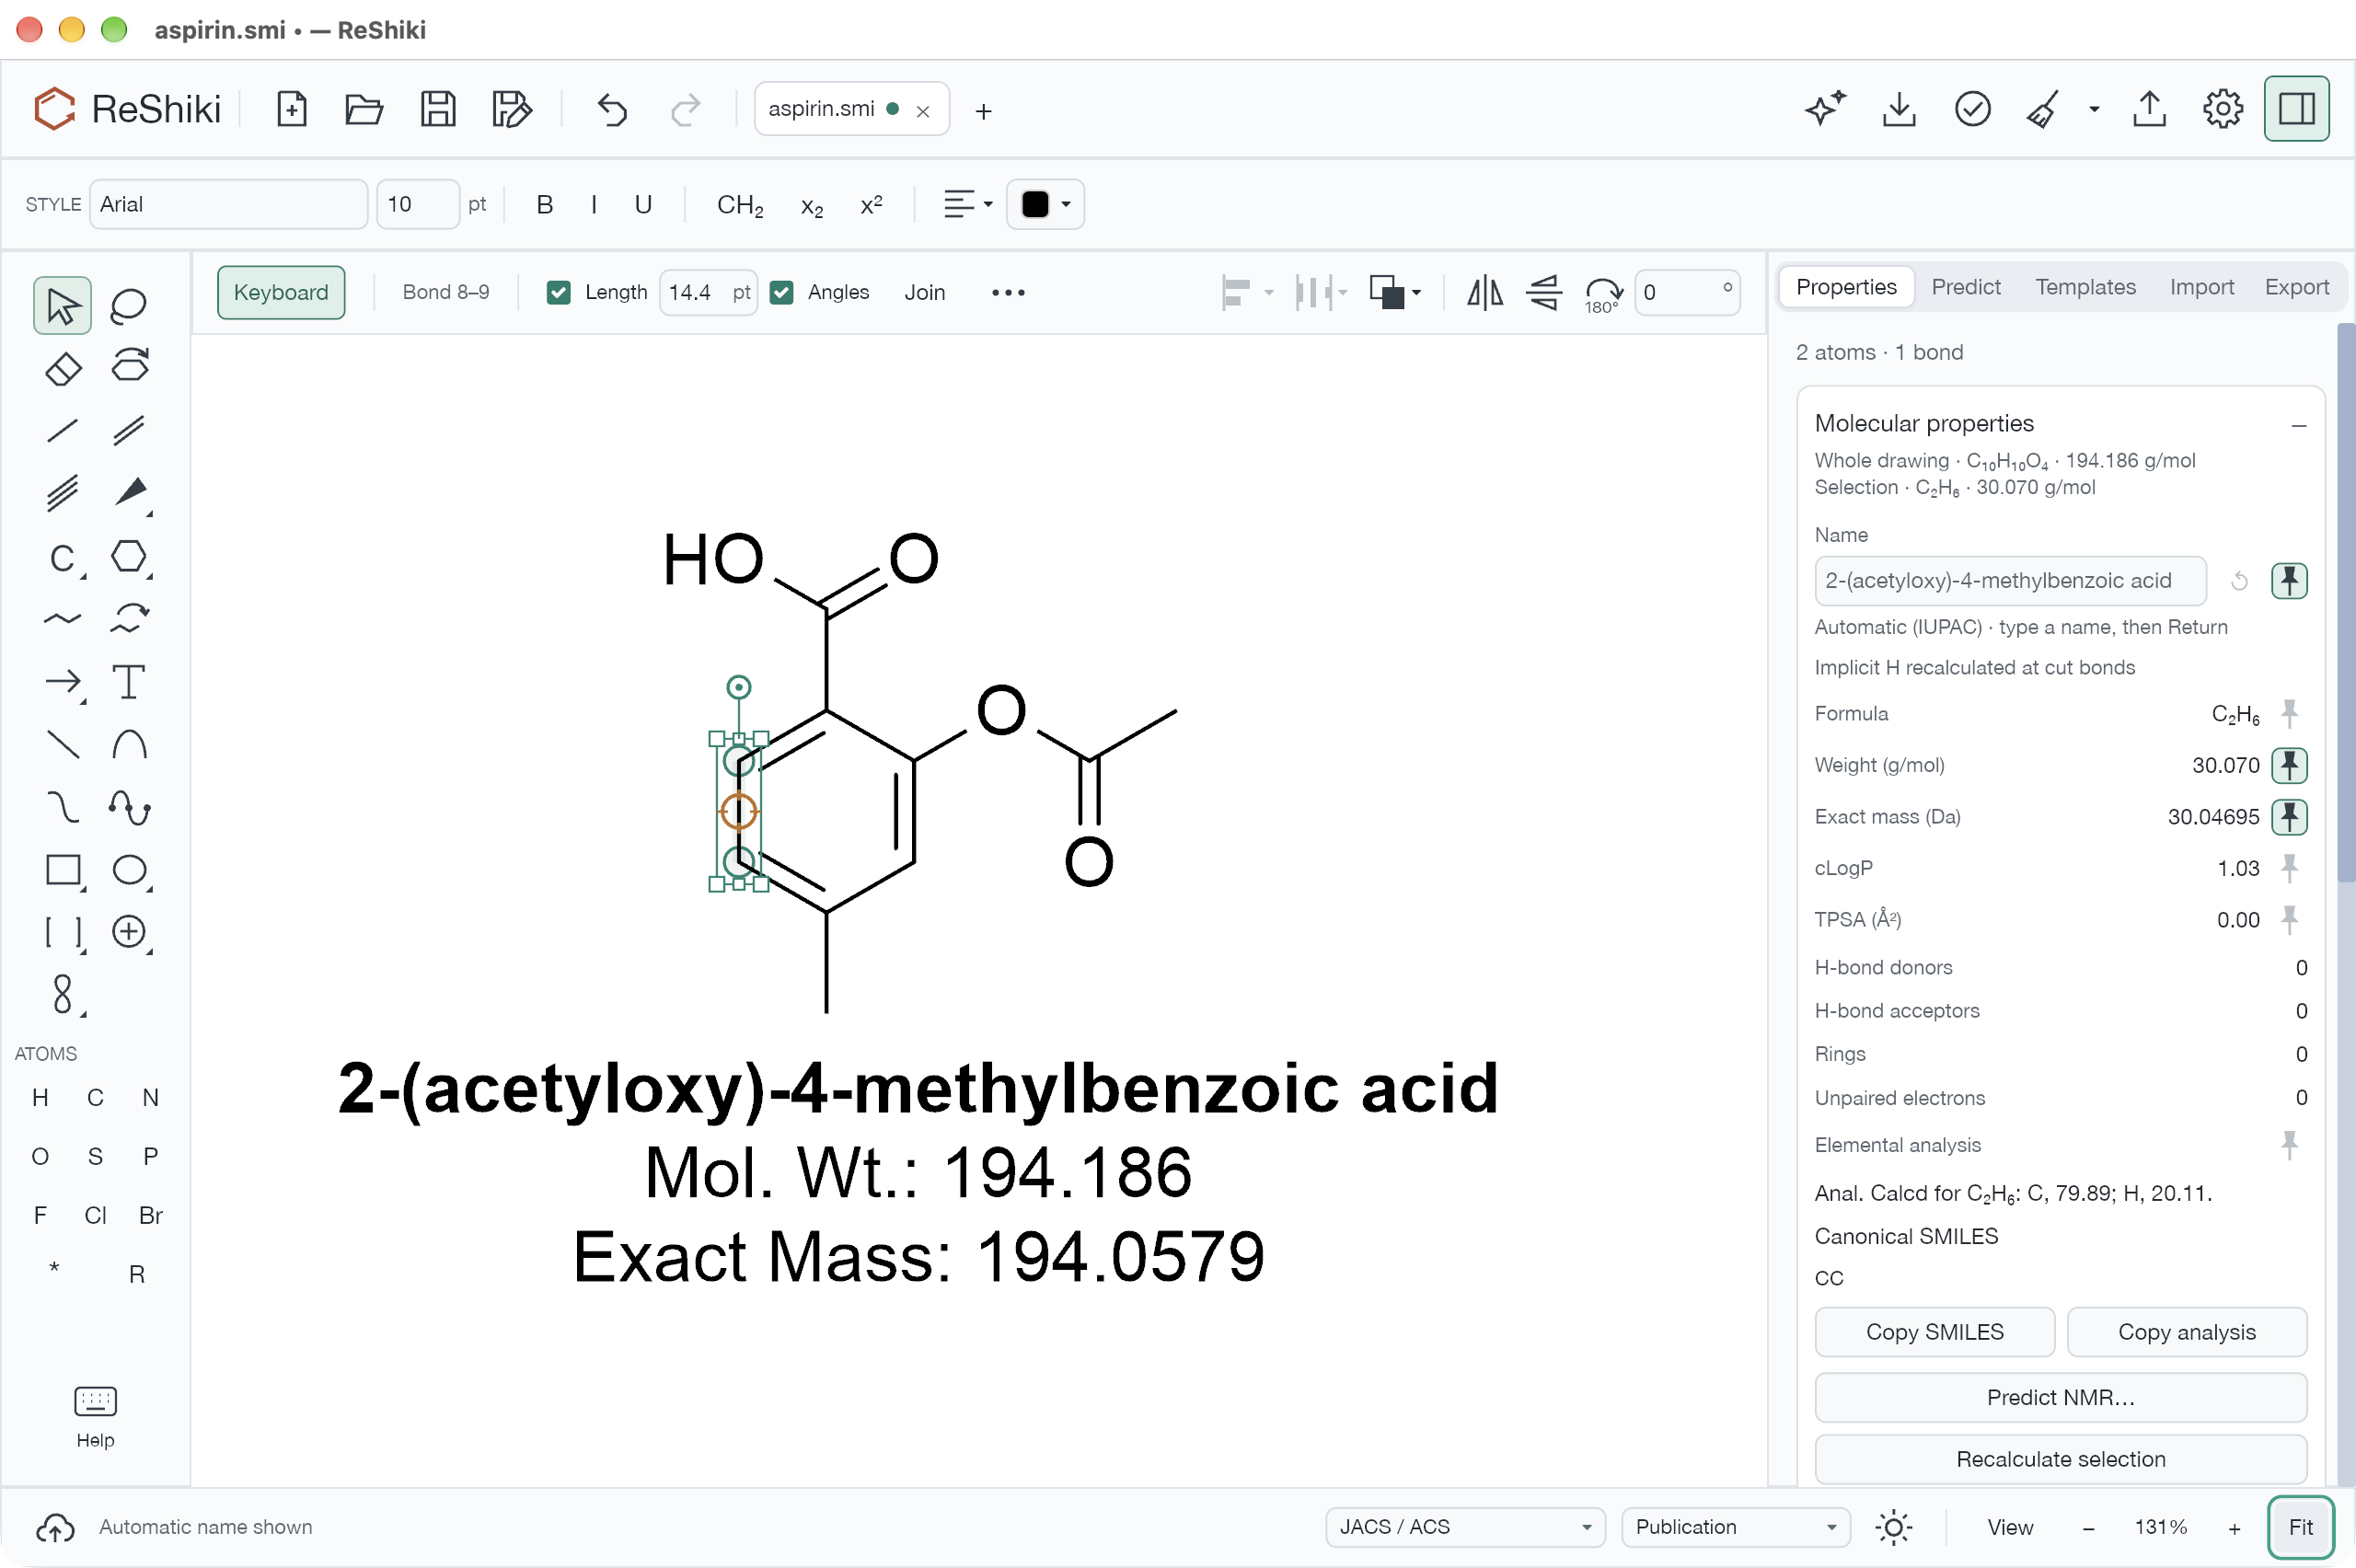 aspirin.smi • — ReShiki
ReShiki
aspirin.smi
STYLE Arial 10 pt B I U CH₂ x₂ x²
Keyboard Bond 8–9 Length 14.4 pt Angles Join ••• 180° 0 °
Properties Predict Templates Import Export
2 atoms · 1 bond
Molecular properties
Whole drawing · C₁₀H₁₀O₄ · 194.186 g/mol
Selection · C₂H₆ · 30.070 g/mol
Name
2-(acetyloxy)-4-methylbenzoic acid
Automatic (IUPAC) · type a name, then Return
Implicit H recalculated at cut bonds
Formula C₂H₆
Weight (g/mol) 30.070
Exact mass (Da) 30.04695
cLogP 1.03
TPSA (Å²) 0.00
H-bond donors 0
H-bond acceptors 0
Rings 0
Unpaired electrons 0
Elemental analysis
Anal. Calcd for C₂H₆: C, 79.89; H, 20.11.
Canonical SMILES
CC
Copy SMILES Copy analysis
Predict NMR…
Recalculate selection
C
T
[ ]
ATOMS
H C N
O S P
F Cl Br
* R
Help
HO O
O
O
2-(acetyloxy)-4-methylbenzoic acid
Mol. Wt.: 194.186
Exact Mass: 194.0579
Automatic name shown
JACS / ACS Publication View − 131% + Fit